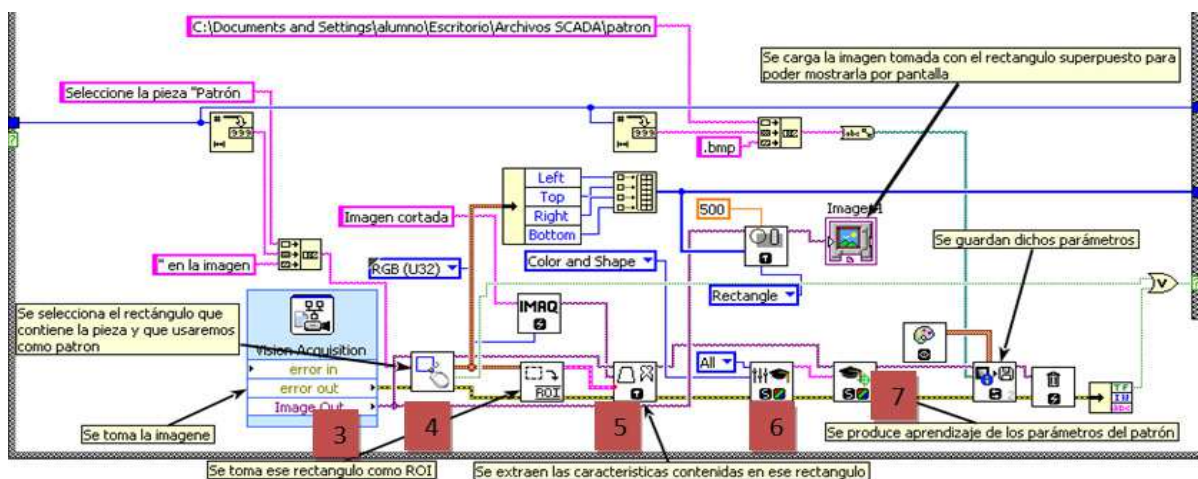 C:\Documents and Settings\alumno\Escritorio\Archivos SCADA\patron
Se carga la imagen tomada con el rectangulo superpuesto para
poder mostrarla por pantalla
Seleccione la pieza "Patrón
999
999
.bmp
abc
Left
Top
Right
Bottom
500
Image
Imagen cortada
Se guardan dichos parámetros
" en la imagen
RGB (U32)
Color and Shape
Rectangle
IMAQ
Se selecciona el rectángulo que
contiene la pieza y que usaremos
como patron
Vision Acquisition
error in
error out
Image Out
All
ROI
TF
abc
3
4
5
6
7
Se toma la imagene
Se produce aprendizaje de los parámetros del patrón
Se toma ese rectangulo como ROI
Se extraen las caracteristicas contenidas en ese rectangulo